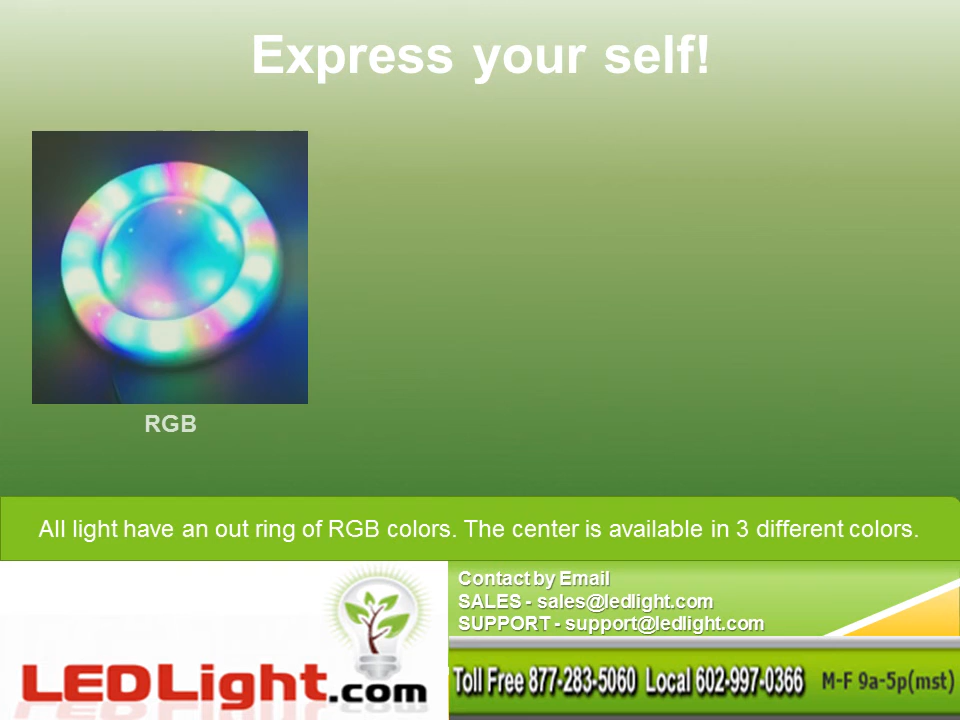 Express your self!
RGB
All light have an out ring of RGB colors. The center is available in 3 different colors.
Contact by Email
SALES - sales@ledlight.com
SUPPORT - support@ledlight.com
LEDLight.com
Toll Free 877-283-5060 Local 602-997-0366 M-F 9a-5p(mst)